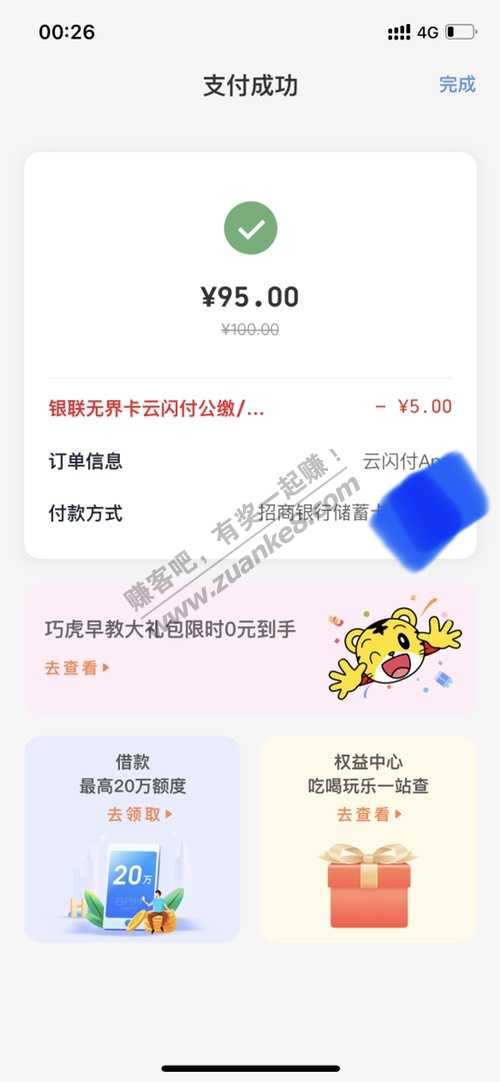 00:26
4G
支付成功
完成
¥95.00
¥100.00
银联无界卡云闪付公缴/...
- ¥5.00
订单信息
云闪付Ap
付款方式
招商银行储蓄卡
赚客吧，有奖一起赚！
www.zuanke8.com
巧虎早教大礼包限时0元到手
去查看
借款
最高20万额度
去领取
20万
权益中心
吃喝玩乐一站查
去查看